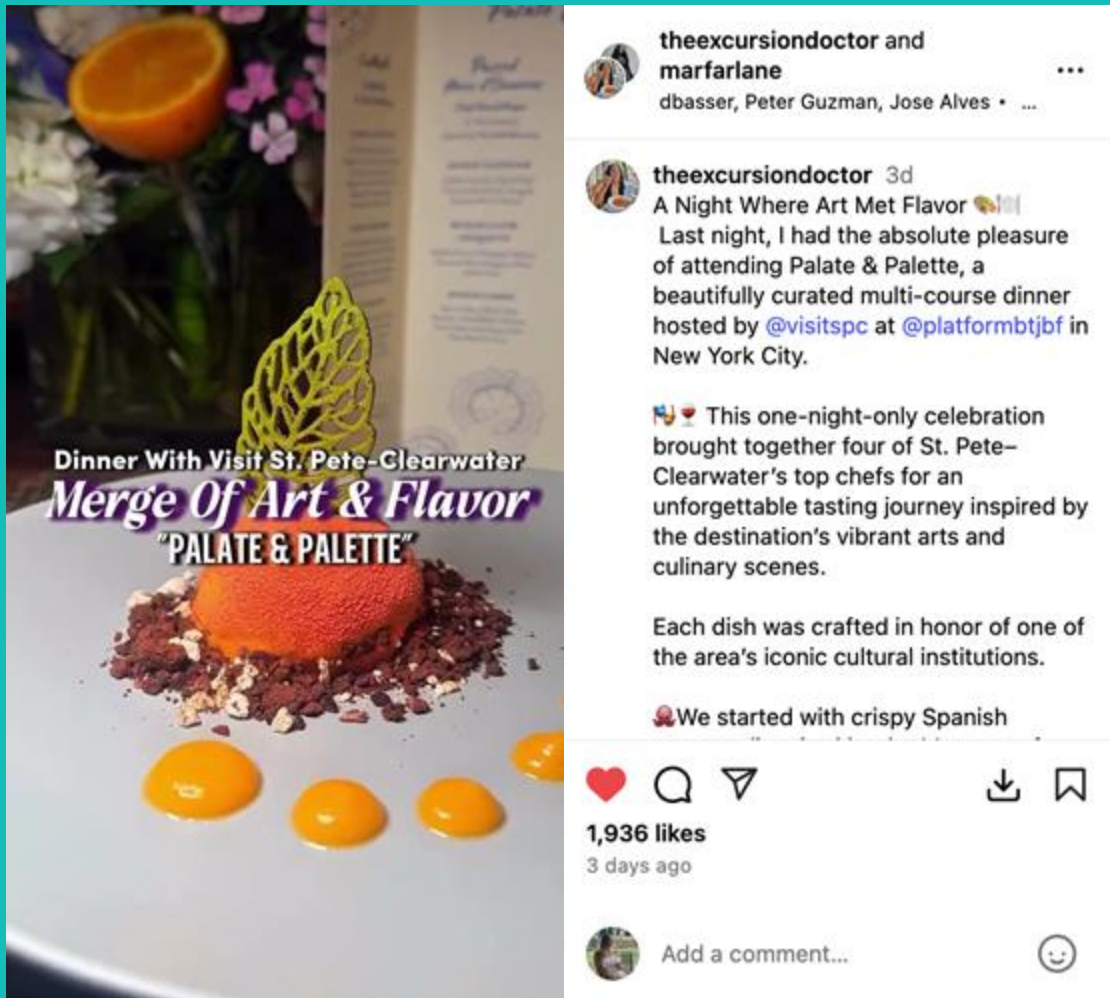 Dinner With Visit St. Pete-Clearwater
Merge Of Art & Flavor
"PALATE & PALETTE"
theexcursiondoctor and
marfarlane
dbasser, Peter Guzman, Jose Alves • ...
theexcursiondoctor 3d
A Night Where Art Met Flavor 🎨🍽️
Last night, I had the absolute pleasure
of attending Palate & Palette, a
beautifully curated multi-course dinner
hosted by @visitspc at @platformbtjbf in
New York City.
🎏🍷 This one-night-only celebration
brought together four of St. Pete–
Clearwater's top chefs for an
unforgettable tasting journey inspired by
the destination's vibrant arts and
culinary scenes.
Each dish was crafted in honor of one of
the area's iconic cultural institutions.
🐙We started with crispy Spanish
1,936 likes
3 days ago
Add a comment...